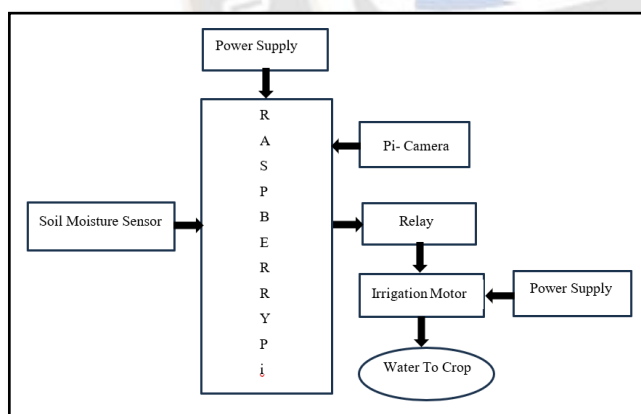 Power Supply
R
A
S
P
B
E
R
R
Y
P
i
Pi- Camera
Soil Moisture Sensor
Relay
Irrigation Motor
Power Supply
Water To Crop